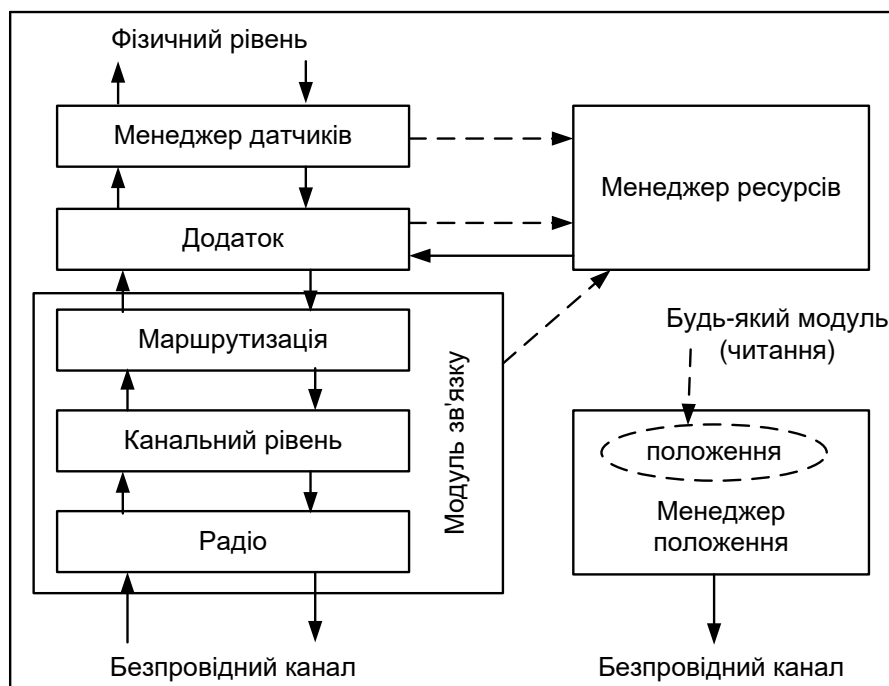 Фізичний рівень
Менеджер датчиків
Додаток
Маршрутизація
Канальний рівень
Радіо
Модуль зв'язку
Безпровідний канал
Менеджер ресурсів
Будь-який модуль
(читання)
положення
Менеджер
положення
Безпровідний канал